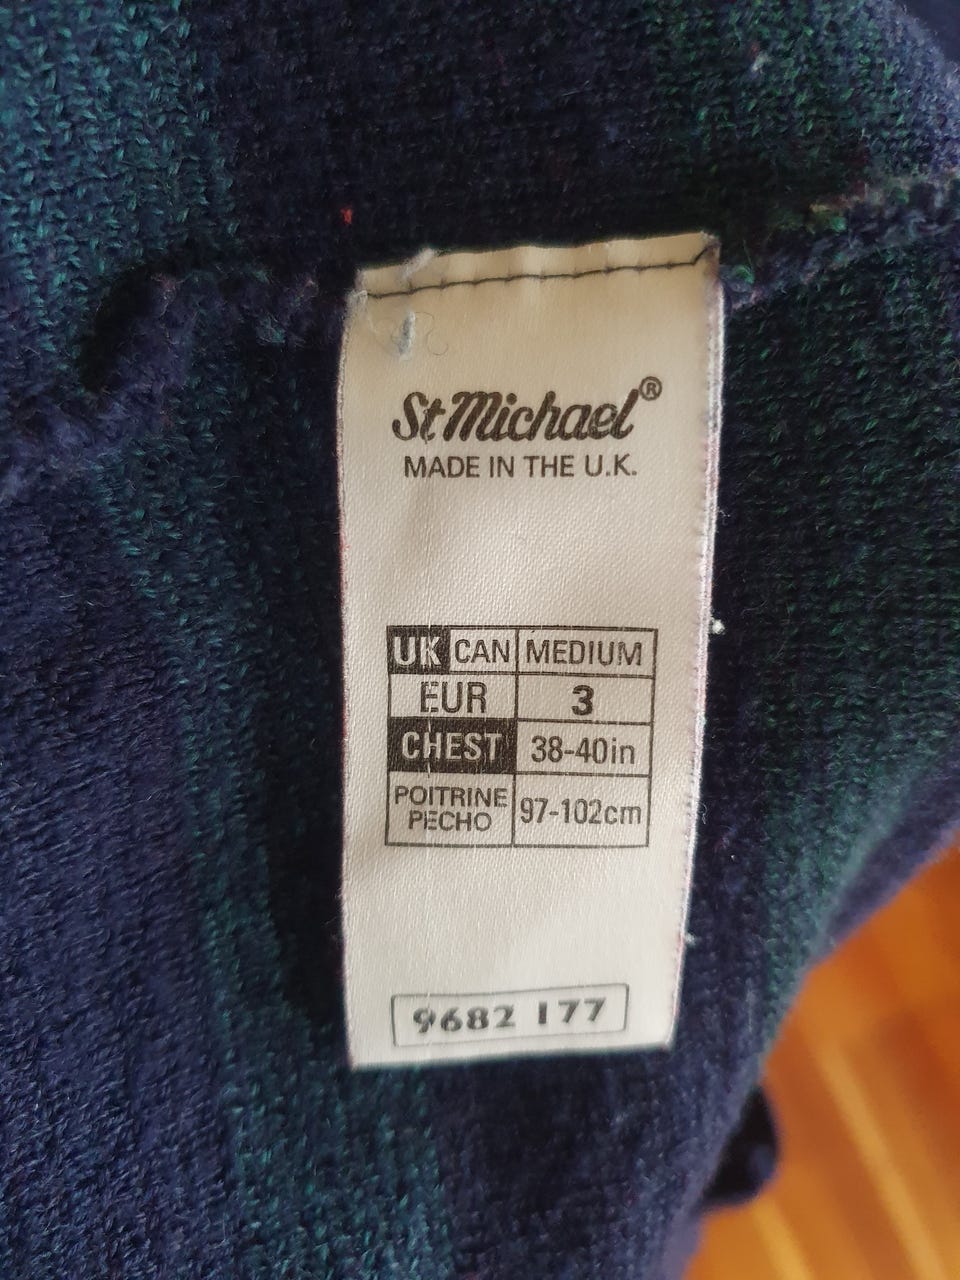 St Michael®
MADE IN THE U.K.
UK CAN MEDIUM
EUR 3
CHEST 38-40in
POITRINE
PECHO 97-102cm
9682 177